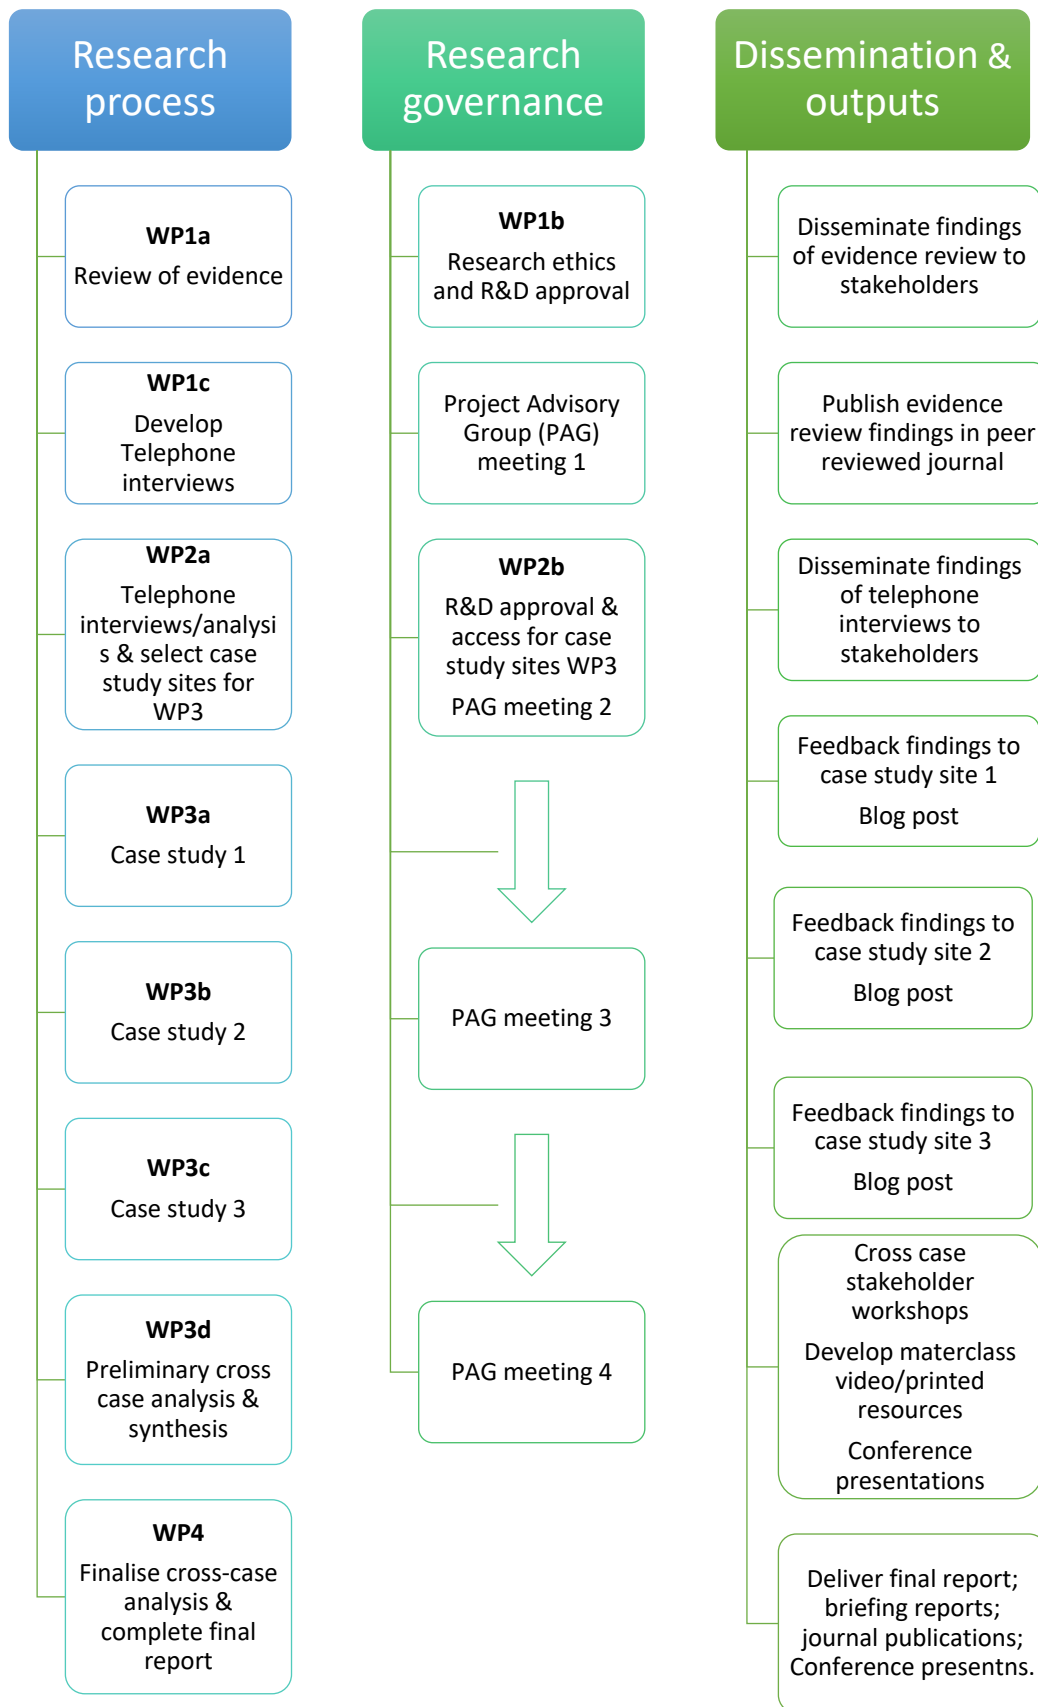 Research
process
WP1a
Review of evidence
WP1c
Develop
Telephone
interviews
WP2a
Telephone
interviews/analysi
s & select case
study sites for
WP3
WP3a
Case study 1
WP3b
Case study 2
WP3c
Case study 3
WP3d
Preliminary cross
case analysis &
synthesis
WP4
Finalise cross-case
analysis &
complete final
report
Research
governance
WP1b
Research ethics
and R&D approval
Project Advisory
Group (PAG)
meeting 1
WP2b
R&D approval &
access for case
study sites WP3
PAG meeting 2
PAG meeting 3
PAG meeting 4
Dissemination &
outputs
Disseminate findings
of evidence review to
stakeholders
Publish evidence
review findings in peer
reviewed journal
Disseminate findings
of telephone
interviews to
stakeholders
Feedback findings to
case study site 1
Blog post
Feedback findings to
case study site 2
Blog post
Feedback findings to
case study site 3
Blog post
Cross case
stakeholder
workshops
Develop materclass
video/printed
resources
Conference
presentations
Deliver final report;
briefing reports;
journal publications;
Conference presentns.